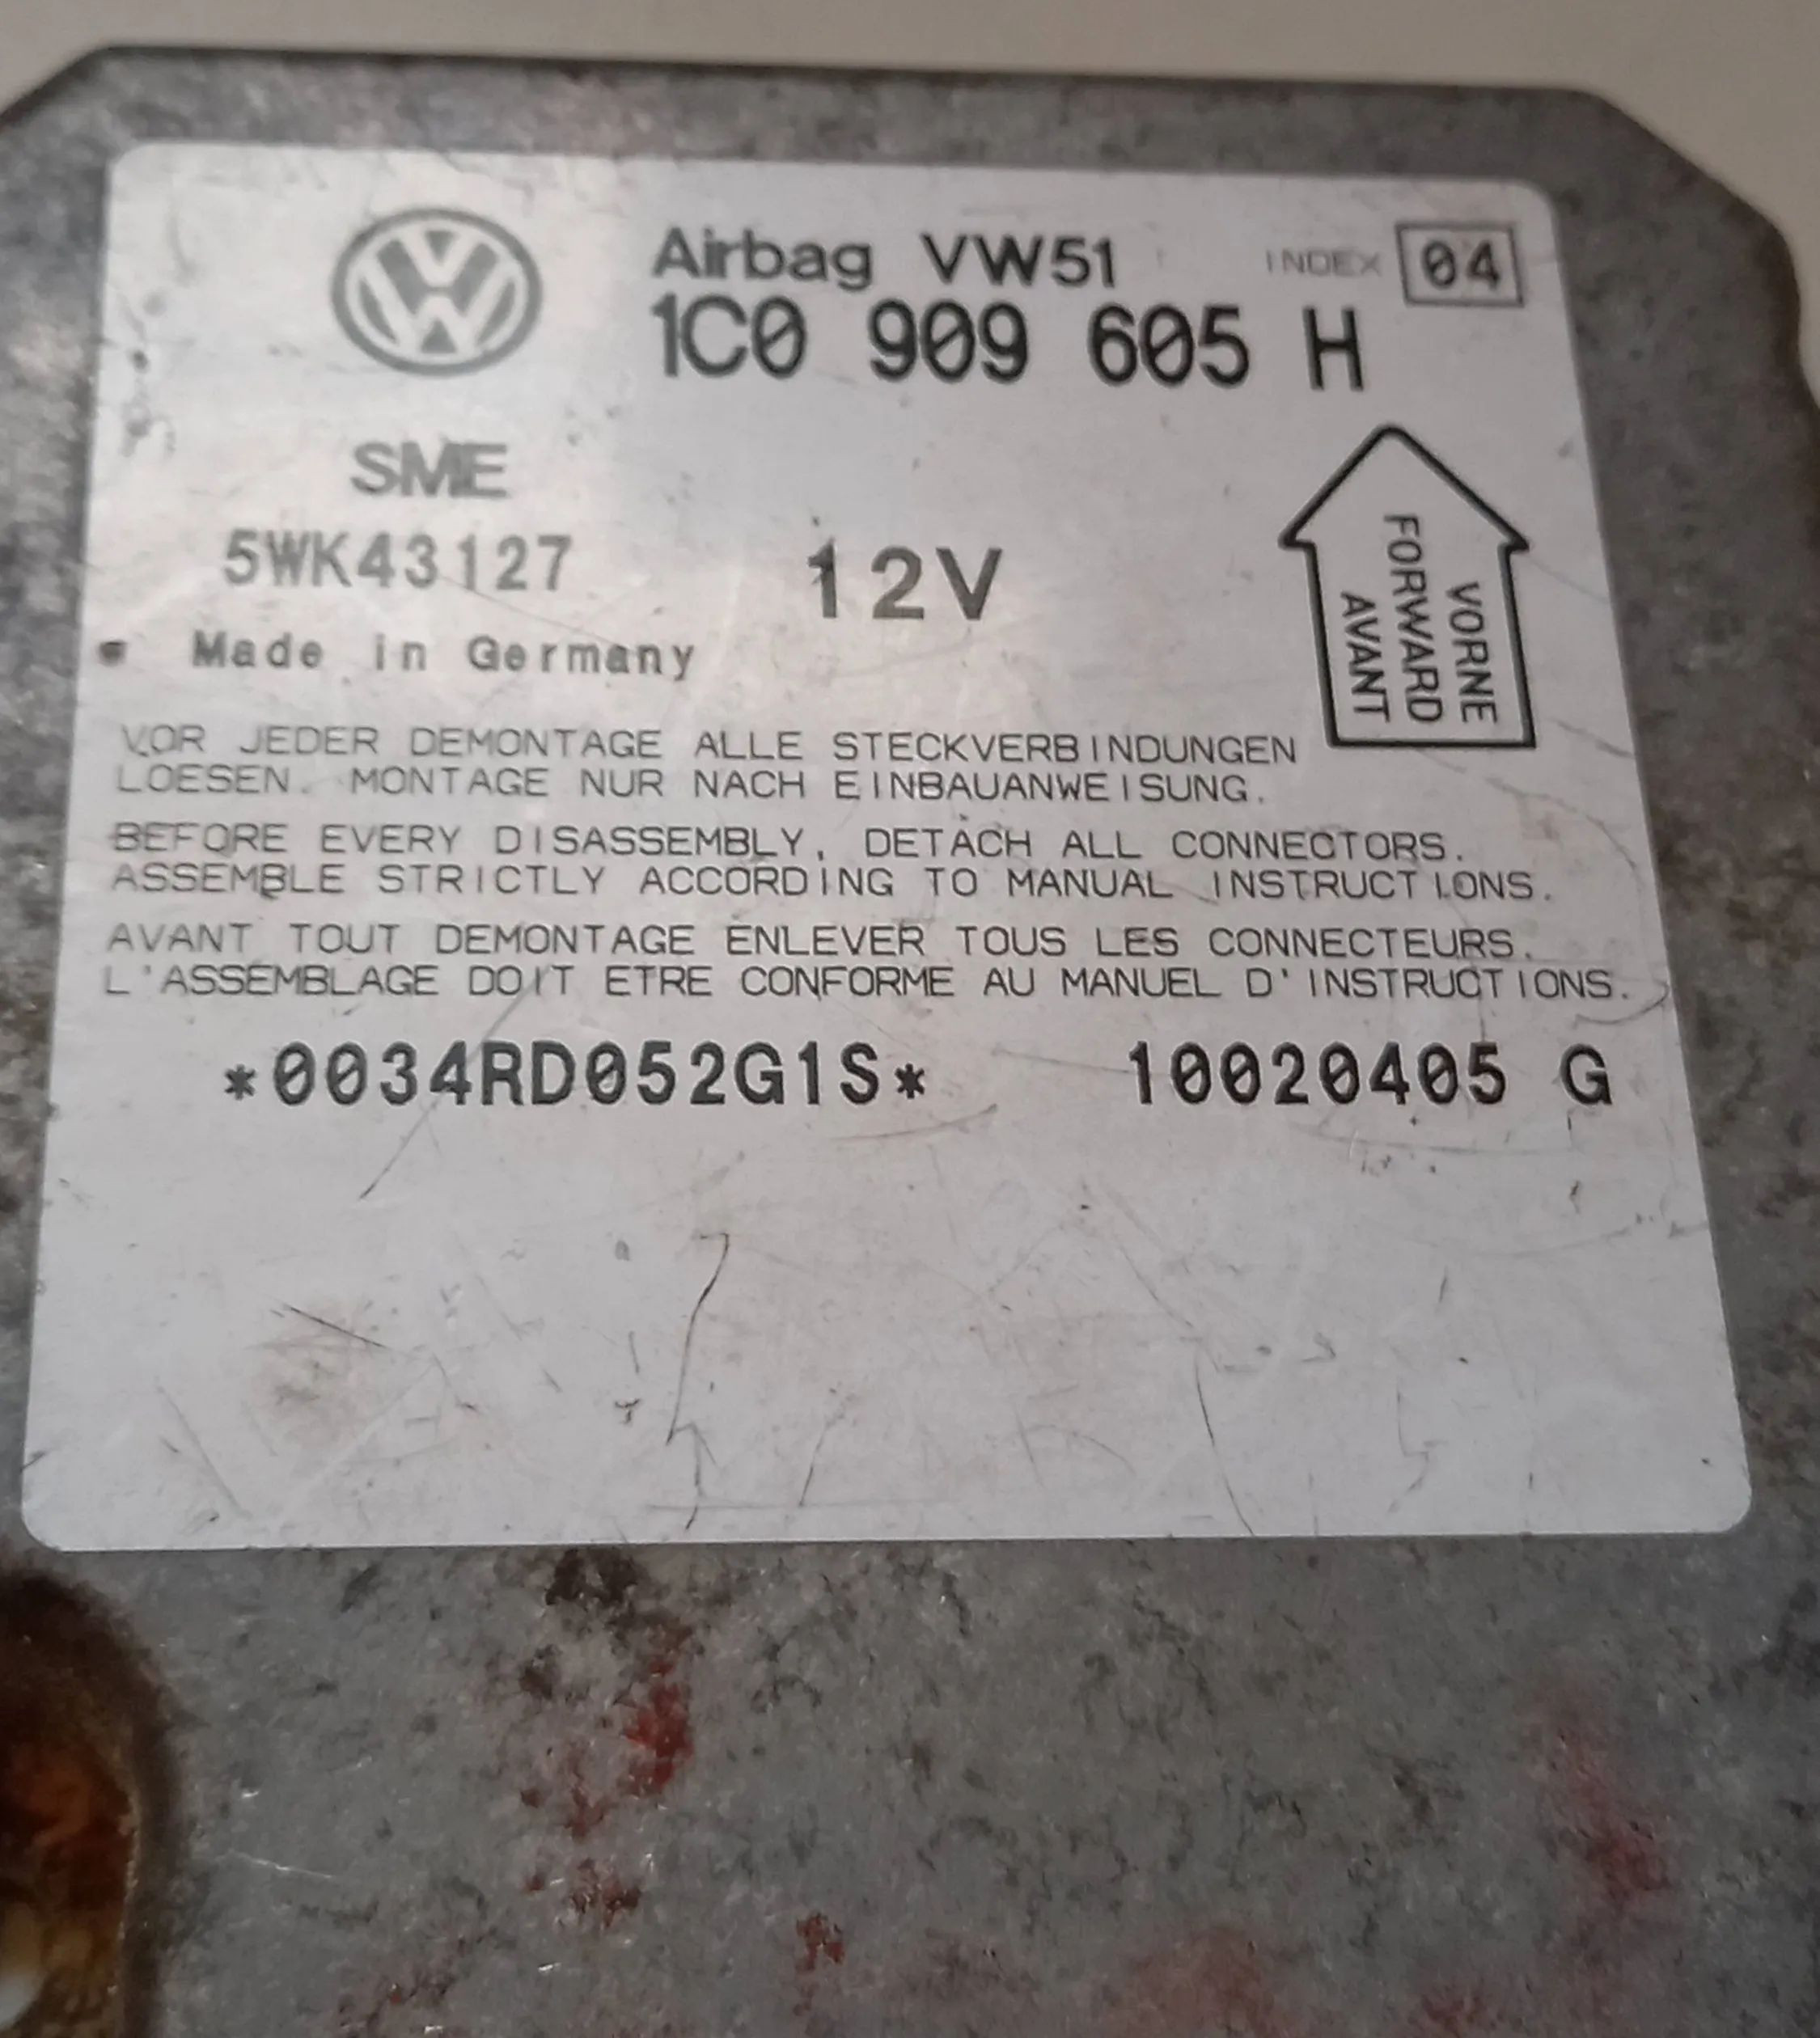 Airbag VW51 INDEX 04
1C0 909 605 H
SME
5WK43127 12V
Made in Germany
VORNE
FORWARD
AVANT
VOR JEDER DEMONTAGE ALLE STECKVERBINDUNGEN
LOESEN. MONTAGE NUR NACH EINBAUANWEISUNG.
BEFORE EVERY DISASSEMBLY, DETACH ALL CONNECTORS.
ASSEMBLE STRICTLY ACCORDING TO MANUAL INSTRUCTIONS.
AVANT TOUT DEMONTAGE ENLEVER TOUS LES CONNECTEURS.
L'ASSEMBLAGE DOIT ETRE CONFORME AU MANUEL D'INSTRUCTIONS.
*0034RD052G1S* 10020405 G